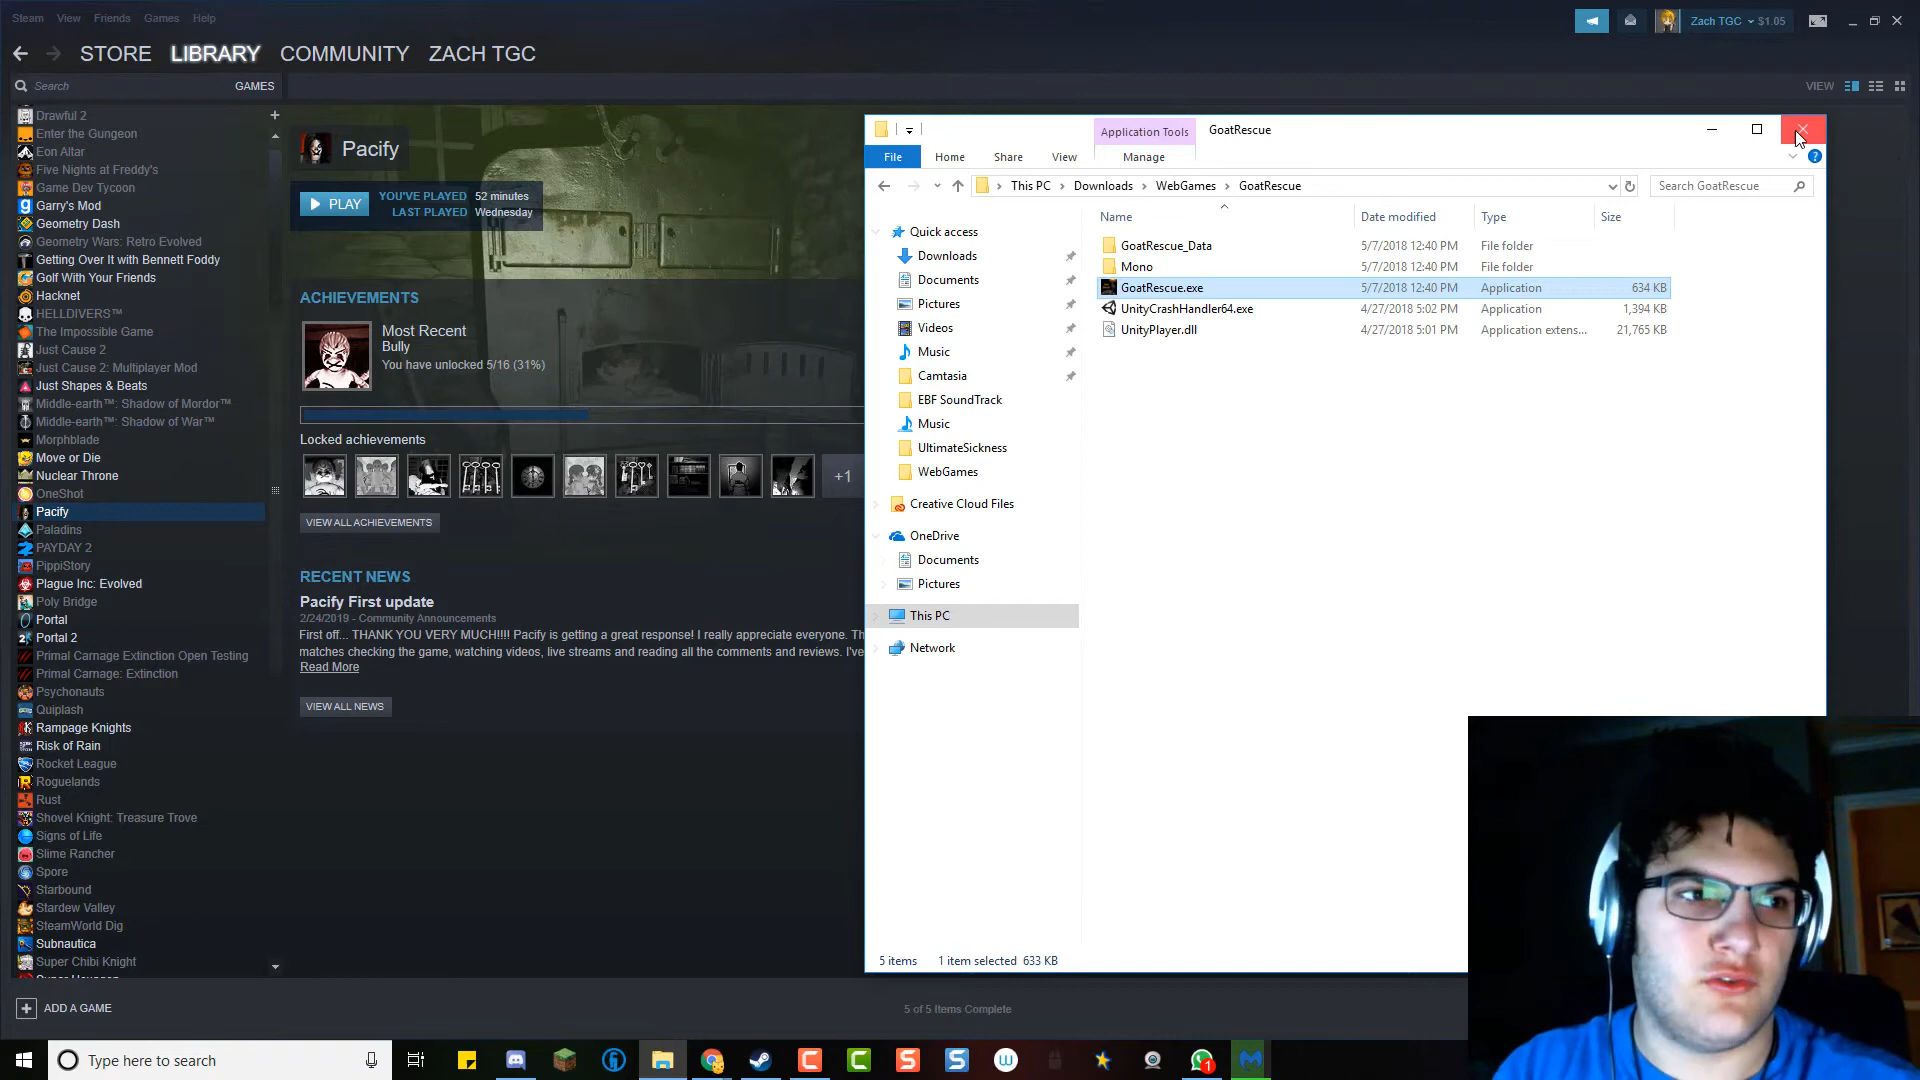 Steam View Friends Games Help
Zach TGC $1.05
STORE LIBRARY COMMUNITY ZACH TGC
Search GAMES
VIEW
Drawful 2
Enter the Gungeon
Eon Altar
Five Nights at Freddy's
Game Dev Tycoon
Garry's Mod
Geometry Dash
Geometry Wars: Retro Evolved
Getting Over It with Bennett Foddy
Golf With Your Friends
Hacknet
HELLDIVERS™
The Impossible Game
Just Cause 2
Just Cause 2: Multiplayer Mod
Just Shapes & Beats
Middle-earth™: Shadow of Mordor™
Middle-earth™: Shadow of War™
Morphblade
Move or Die
Nuclear Throne
OneShot
Pacify
Paladins
PAYDAY 2
PippiStory
Plague Inc: Evolved
Poly Bridge
Portal
Portal 2
Primal Carnage Extinction Open Testing
Primal Carnage: Extinction
Psychonauts
Quiplash
Rampage Knights
Risk of Rain
Rocket League
Roguelands
Rust
Shovel Knight: Treasure Trove
Signs of Life
Slime Rancher
Spore
Starbound
Stardew Valley
SteamWorld Dig
Subnautica
Super Chibi Knight
ADD A GAME
Pacify
PLAY
YOU'VE PLAYED 52 minutes
LAST PLAYED Wednesday
ACHIEVEMENTS
Most Recent
Bully
You have unlocked 5/16 (31%)
Locked achievements
+1
VIEW ALL ACHIEVEMENTS
RECENT NEWS
Pacify First update
2/24/2019 - Community Announcements
First off... THANK YOU VERY MUCH!!!! Pacify is getting a great response! I really appreciate everyone. Th
matches checking the game, watching videos, live streams and reading all the comments and reviews. I've
Read More
VIEW ALL NEWS
5 of 5 Items Complete
Application Tools GoatRescue
File Home Share View Manage
This PC Downloads WebGames GoatRescue
Search GoatRescue
Quick access
Downloads
Documents
Pictures
Videos
Music
Camtasia
EBF SoundTrack
Music
UltimateSickness
WebGames
Creative Cloud Files
OneDrive
Documents
Pictures
This PC
Network
Name Date modified Type Size
GoatRescue_Data 5/7/2018 12:40 PM File folder
Mono 5/7/2018 12:40 PM File folder
GoatRescue.exe 5/7/2018 12:40 PM Application 634 KB
UnityCrashHandler64.exe 4/27/2018 5:02 PM Application 1,394 KB
UnityPlayer.dll 4/27/2018 5:01 PM Application extens... 21,765 KB
5 items 1 item selected 633 KB
Type here to search
1